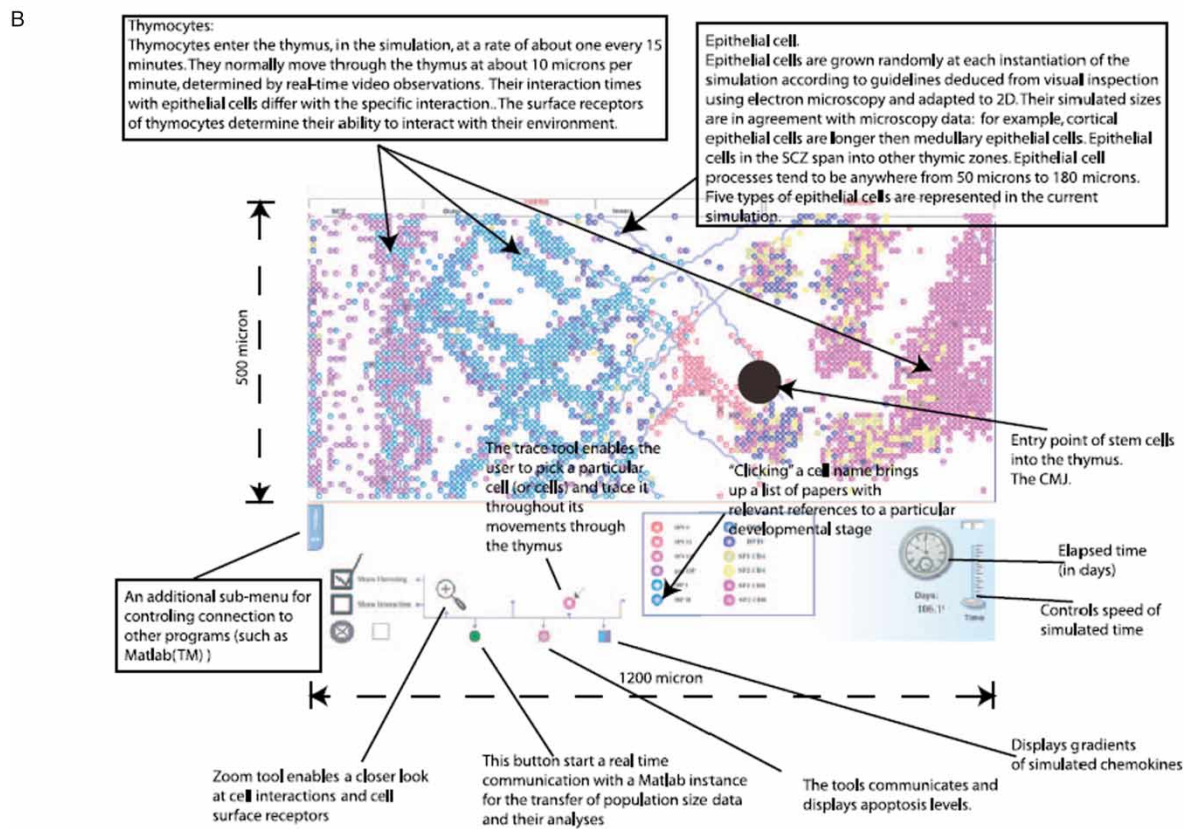 B
Thymocytes:
Thymocytes enter the thymus, in the simulation, at a rate of about one every 15
minutes. They normally move through the thymus at about 10 microns per
minute, determined by real-time video observations. Their interaction times
with epithelial cells differ with the specific interaction.. The surface receptors
of thymocytes determine their ability to interact with their environment.
Epithelial cell.
Epithelial cells are grown randomly at each instantiation of the
simulation according to guidelines deduced from visual inspection
using electron microscopy and adapted to 2D. Their simulated sizes
are in agreement with microscopy data: for example, cortical
epithelial cells are longer then medullary epithelial cells. Epithelial
cells in the SCZ span into other thymic zones. Epithelial cell
processes tend to be anywhere from 50 microns to 180 microns.
Five types of epithelial cells are represented in the current
simulation.
SCZ
500 micron
The trace tool enables the
user to pick a particular
cell (or cells) and trace it
throughout its
movements through
the thymus
"Clicking" a cell name brings
up a list of papers with
relevant references to a particular
developmental stage
Entry point of stem cells
into the thymus.
The CMJ.
Elapsed time
(in days)
Controls speed of
simulated time
Days:
Time
An additional sub-menu for
controling connection to
other programs (such as
Matlab(TM) )
1200 micron
Zoom tool enables a closer look
at cell interactions and cell
surface receptors
This button start a real time
communication with a Matlab instance
for the transfer of population size data
and their analyses
The tools communicates and
displays apoptosis levels.
Displays gradients
of simulated chemokines